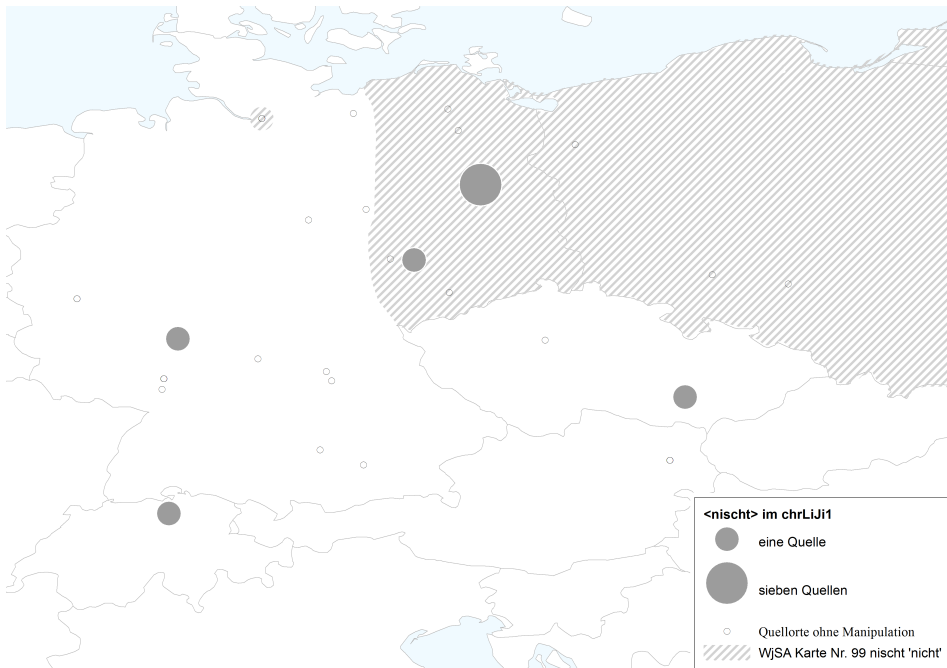 <nischt> im chrLiJi1
eine Quelle
sieben Quellen
Quellorte ohne Manipulation
WjSA Karte Nr. 99 nischt 'nicht'